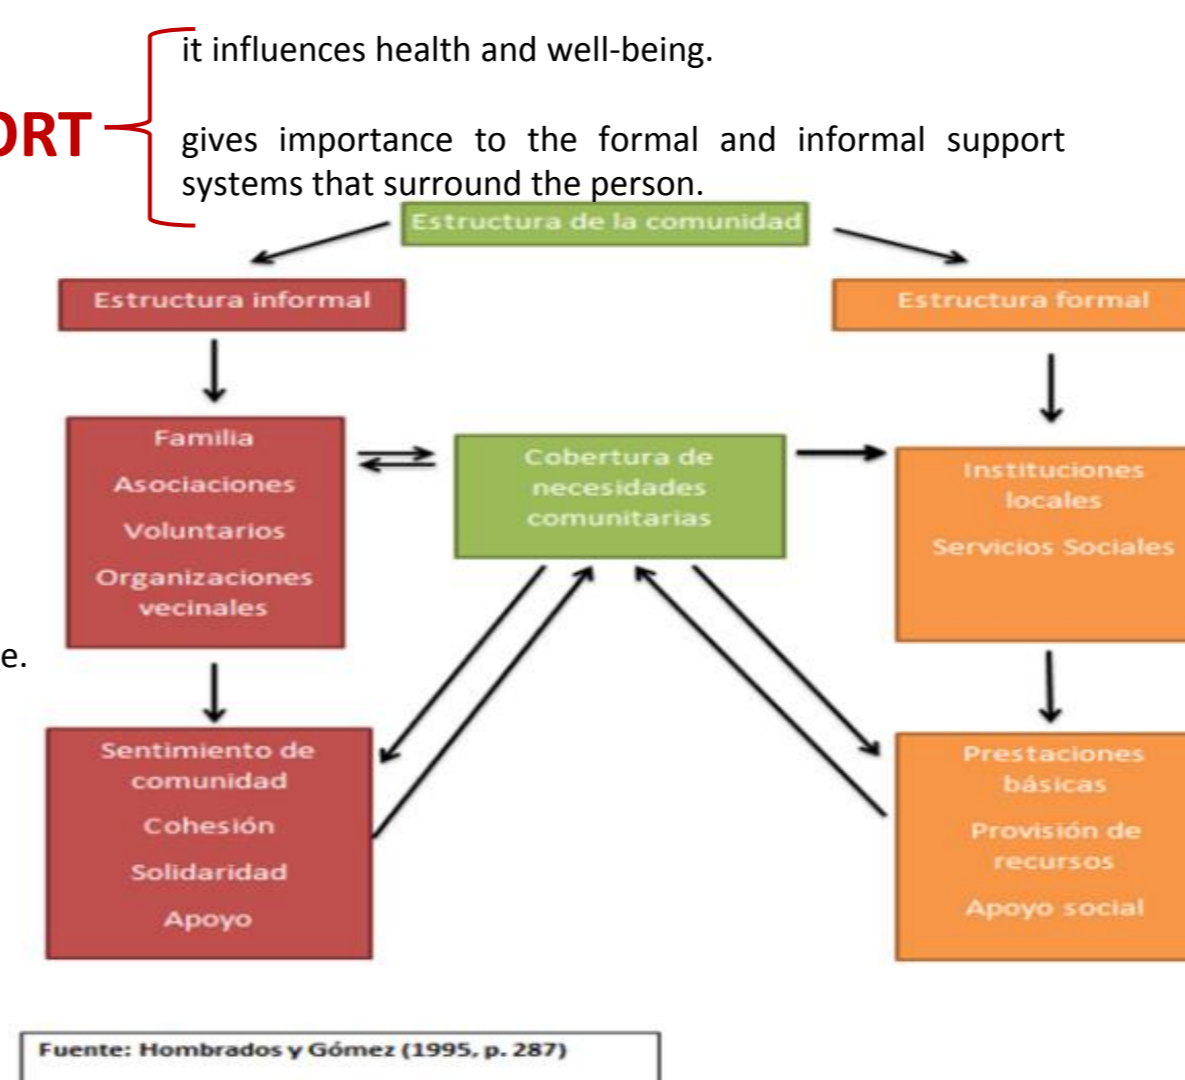 it influences health and well-being.
ORT
gives importance to the formal and informal support
systems that surround the person.
Estructura de la comunidad
Estructura informal
Estructura formal
Familia
Asociaciones
Voluntarios
Organizaciones
vecinales
Cobertura de
necesidades
comunitarias
Instituciones
locales
Servicios Sociales
e.
Sentimiento de
comunidad
Cohesión
Solidaridad
Apoyo
Prestaciones
básicas
Provisión de
recursos
Apoyo social
Fuente: Hombrados y Gómez (1995, p. 287)